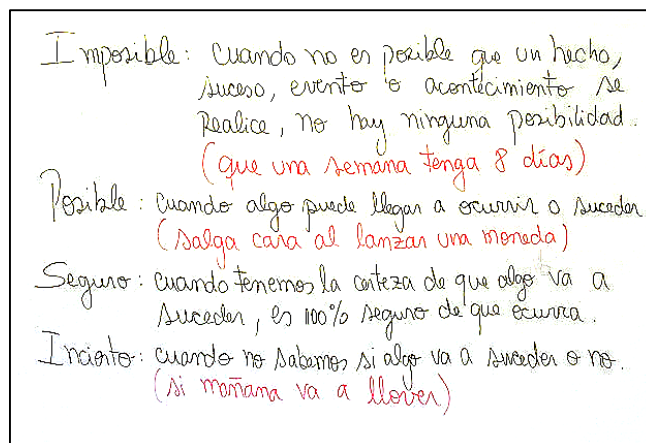 Imposible: cuando no es posible que un hecho,
suceso, evento o acontecimiento se
realice, no hay ninguna posibilidad.
(que una semana tenga 8 días)
Posible: cuando algo puede llegar a ocurrir o suceder
(salga cara al lanzar una moneda)
Seguro: cuando tenemos la certeza de que algo va a
suceder, es 100% seguro de que ocurra.
Incierto: cuando no sabemos si algo va a suceder o no.
(si mañana va a llover)